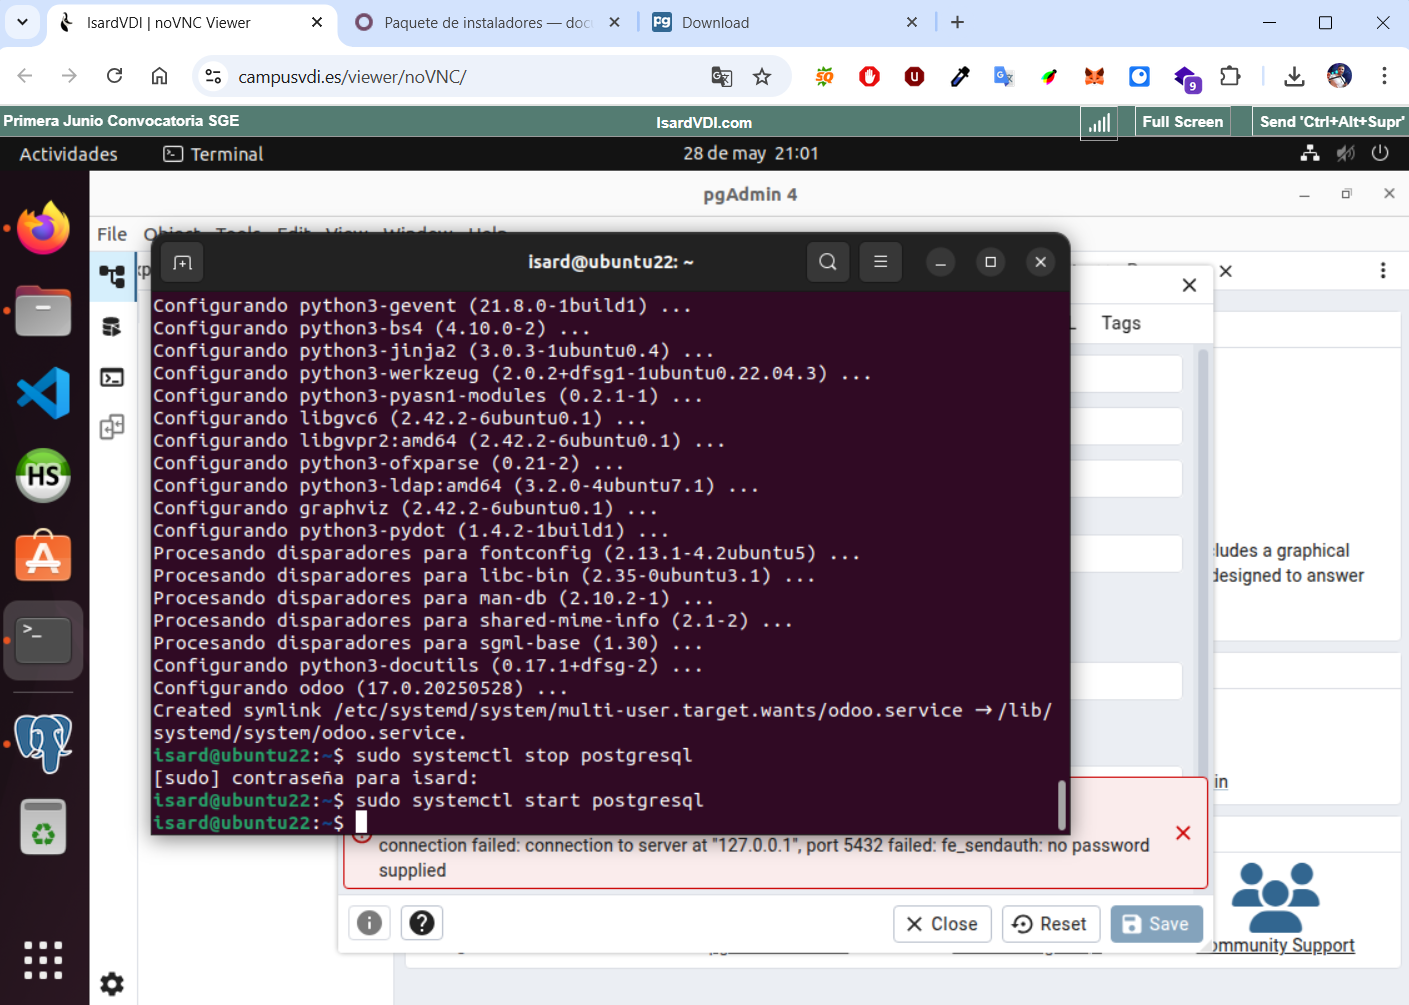 IsardVDI | noVNC Viewer
Paquete de instaladores — doc
Download
campusvdi.es/viewer/noVNC/
9
Primera Junio Convocatoria SGE
IsardVDI.com
Full Screen
Send 'Ctrl+Alt+Supr'
Actividades
Terminal
28 de may 21:01
pgAdmin 4
File Object Tools Edit View Window Help
isard@ubuntu22: ~
Tags
Configurando python3-gevent (21.8.0-1build1) ...
Configurando python3-bs4 (4.10.0-2) ...
Configurando python3-jinja2 (3.0.3-1ubuntu0.4) ...
Configurando python3-werkzeug (2.0.2+dfsg1-1ubuntu0.22.04.3) ...
Configurando python3-pyasn1-modules (0.2.1-1) ...
Configurando libgvc6 (2.42.2-6ubuntu0.1) ...
Configurando libgvpr2:amd64 (2.42.2-6ubuntu0.1) ...
Configurando python3-ofxparse (0.21-2) ...
Configurando python3-ldap:amd64 (3.2.0-4ubuntu7.1) ...
Configurando graphviz (2.42.2-6ubuntu0.1) ...
Configurando python3-pydot (1.4.2-1build1) ...
Procesando disparadores para fontconfig (2.13.1-4.2ubuntu5) ...
Procesando disparadores para libc-bin (2.35-0ubuntu3.1) ...
Procesando disparadores para man-db (2.10.2-1) ...
Procesando disparadores para shared-mime-info (2.1-2) ...
Procesando disparadores para sgml-base (1.30) ...
Configurando python3-docutils (0.17.1+dfsg-2) ...
Configurando odoo (17.0.20250528) ...
Created symlink /etc/systemd/system/multi-user.target.wants/odoo.service → /lib/
systemd/system/odoo.service.
isard@ubuntu22:~$ sudo systemctl stop postgresql
[sudo] contraseña para isard:
isard@ubuntu22:~$ sudo systemctl start postgresql
isard@ubuntu22:~$
cludes a graphical
designed to answer
in
connection failed: connection to server at "127.0.0.1", port 5432 failed: fe_sendauth: no password
supplied
Close
Reset
Save
ommunity Support
HS